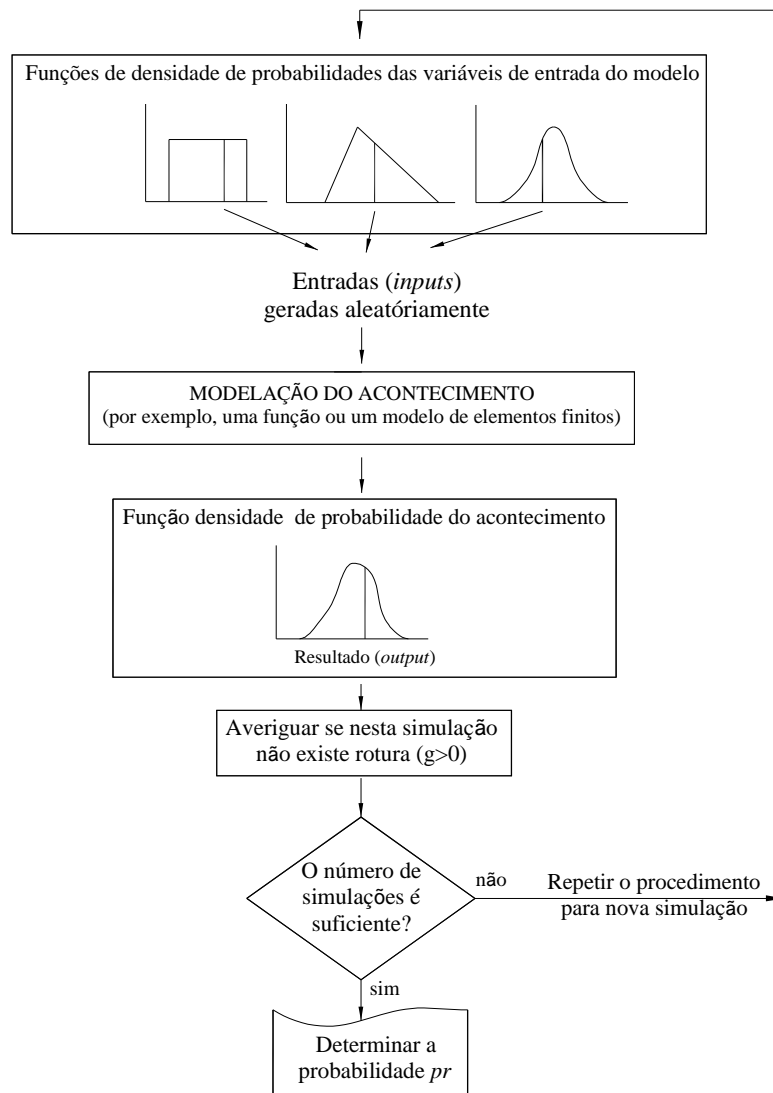 Funções de densidade de probabilidades das variáveis de entrada do modelo
Entradas (inputs)
geradas aleatóriamente
MODELAÇÃO DO ACONTECIMENTO
(por exemplo, uma função ou um modelo de elementos finitos)
Função densidade de probabilidade do acontecimento
Resultado (output)
Averiguar se nesta simulação
não existe rotura (g>0)
O número de
simulações é
suficiente?
não
Repetir o procedimento
para nova simulação
sim
Determinar a
probabilidade pr